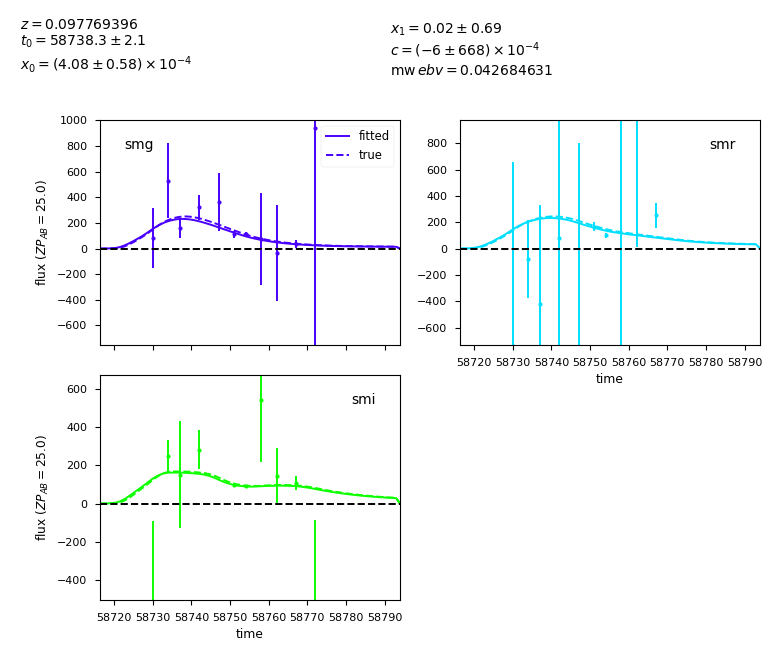 z = 0.097769396
t₀ = 58738.3 ± 2.1
x₀ = (4.08 ± 0.58) × 10⁻⁴
x₁ = 0.02 ± 0.69
c = (−6 ± 668) × 10⁻⁴
mw ebv = 0.042684631
smg
fitted
true
1000
800
600
400
200
0
−200
−400
−600
flux (ZP_AB = 25.0)
smr
800
600
400
200
0
−200
−400
−600
58720 58730 58740 58750 58760 58770 58780 58790
time
smi
600
400
200
0
−200
−400
flux (ZP_AB = 25.0)
58720 58730 58740 58750 58760 58770 58780 58790
time